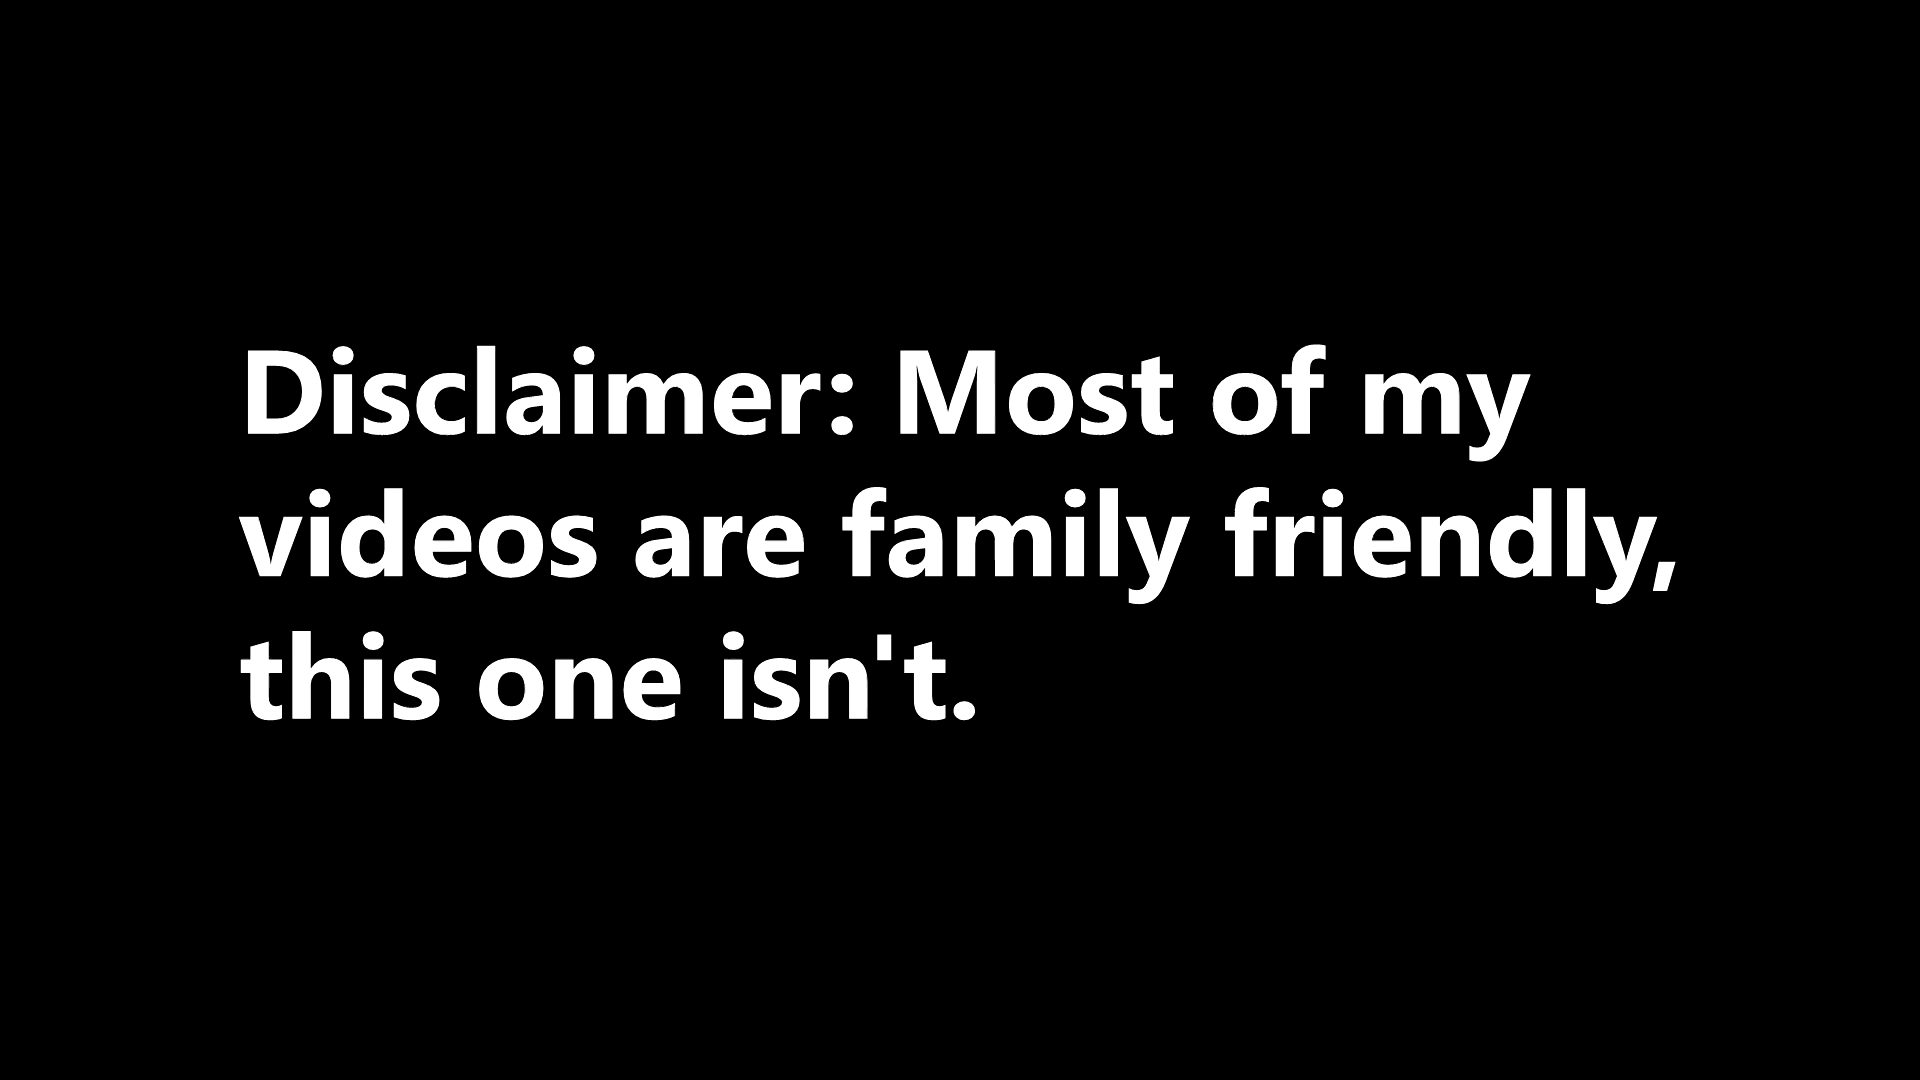 Disclaimer: Most of my
videos are family friendly,
this one isn't.